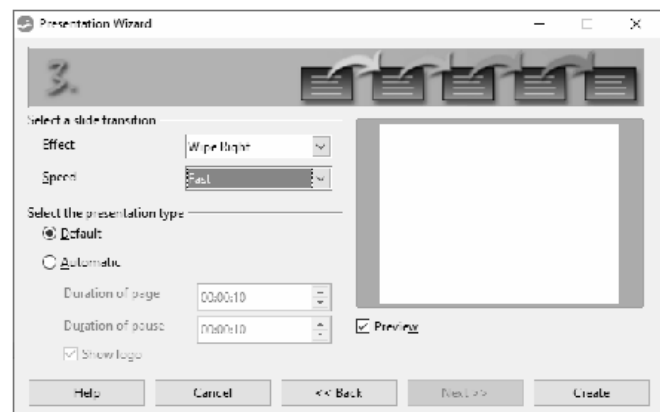 Presentation Wizard
3.
Select a slide transition
Effect
Wipe Right
Speed
Fast
Select the presentation type
Default
Automatic
Duration of page
00:00:10
Duration of pause
00:00:10
Show logo
Preview
Help
Cancel
<< Back
Next >>
Create